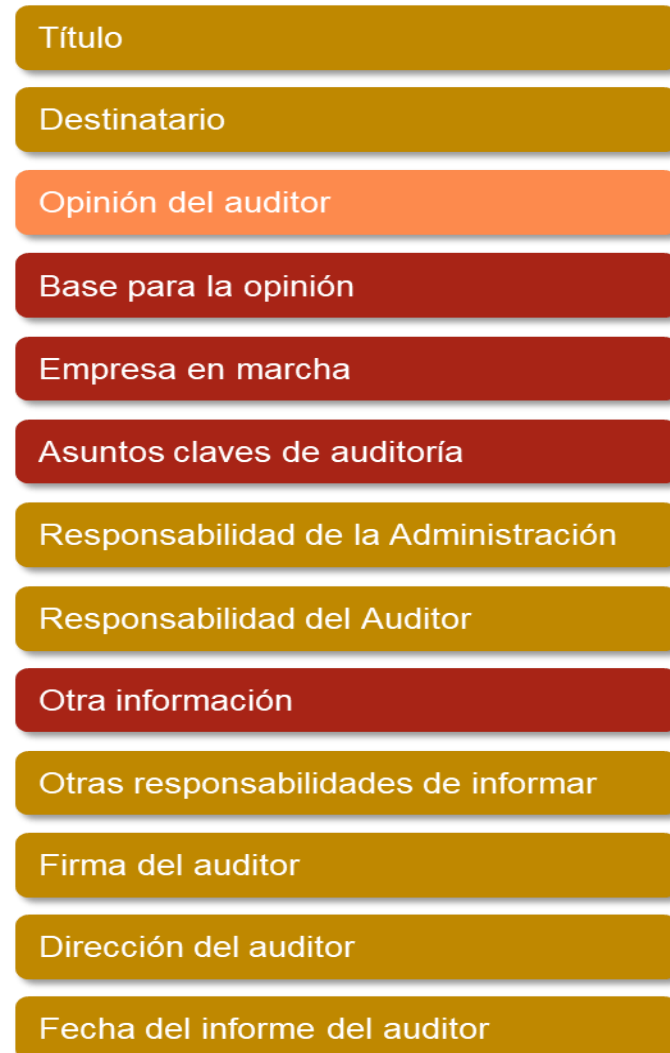 Título
Destinatario
Opinión del auditor
Base para la opinión
Empresa en marcha
Asuntos claves de auditoría
Responsabilidad de la Administración
Responsabilidad del Auditor
Otra información
Otras responsabilidades de informar
Firma del auditor
Dirección del auditor
Fecha del informe del auditor